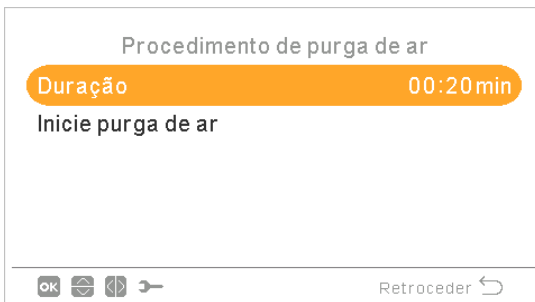 Procedimento de purga de ar
Duração 00:20min
Inicie purga de ar
OK Retroceder